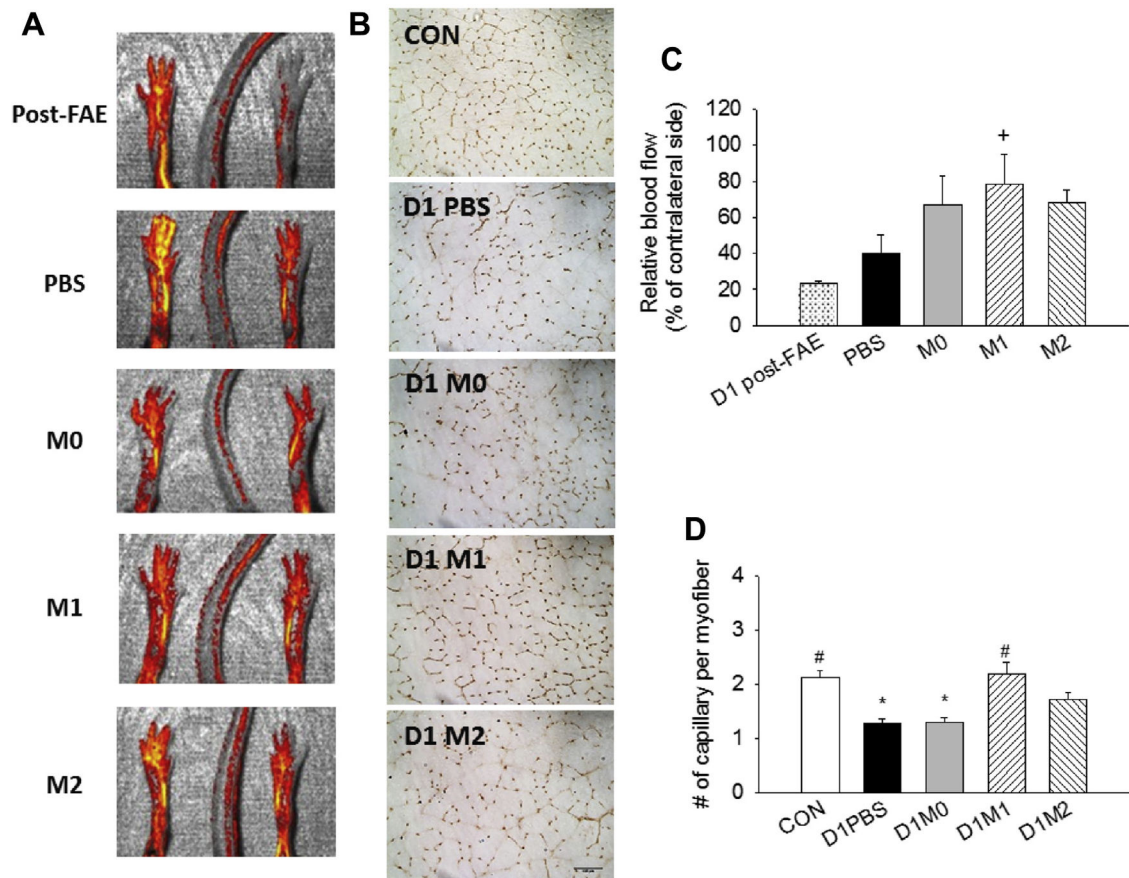 A
Post-FAE
PBS
M0
M1
M2
B
CON
D1 PBS
D1 M0
D1 M1
D1 M2
C
Relative blood flow
(% of contralateral side)
120
100
80
60
40
20
0
+
D1 post-FAE
PBS
M0
M1
M2
D
# of capillary per myofiber
4
3
2
1
0
#
*
*
#
CON
D1PBS
D1M0
D1M1
D1M2